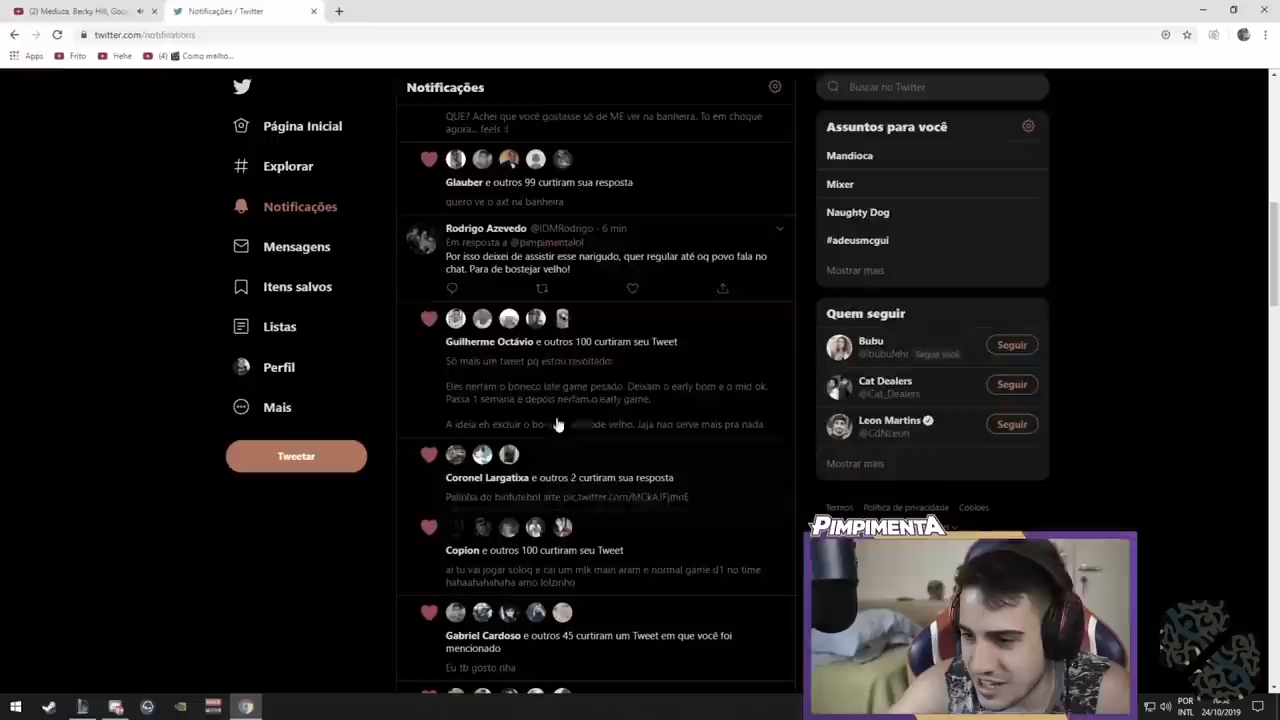 (2) Meduza, Becky Hill, Goo
Notificações / Twitter
twitter.com/notifications
Apps
Frito
Hehe
(4) Como melho...
Notificações
Buscar no Twitter
QUE? Achei que você gostasse só de ME ver na banheira. To em choque
agora....feels :(
Página Inicial
Explorar
Notificações
Mensagens
Itens salvos
Listas
Perfil
Mais
Tweetar
Glauber e outros 99 curtiram sua resposta
quero ve o axt na banheira
Rodrigo Azevedo @IDMRodrigo · 6 min
Em resposta a @pimpimentalol
Por isso deixei de assistir esse narigudo, quer regular até oq povo fala no
chat. Para de bostejar velho!
Guilherme Octávio e outros 100 curtiram seu Tweet
Só mais um tweet pq estou revoltado:
Eles nerfam o boneco late game pesado. Deixam o early bom e o mid ok.
Passa 1 semana e depois nerfam o early game.
A ideia eh excluir o velho. Jaja nao serve mais pra nada
Coronel Largatixa e outros 2 curtiram sua resposta
Palinha do binfutebol arte pic.twitter.com/
Copion e outros 100 curtiram seu Tweet
ai tu vai jogar soloq e cai um mlk main aram e normal game d1 no time
hahaahahahaha amo lolzinho
Gabriel Cardoso e outros 45 curtiram um Tweet em que você foi
mencionado
Eu tb gosto nha
Assuntos para você
Mandioca
Mixer
Naughty Dog
#adeusmcgui
Mostrar mais
Quem seguir
Bubu
@bubufehr Segue você
Seguir
Cat Dealers
@Cat_Dealers
Seguir
Leon Martins
@CdNLeon
Seguir
Mostrar mais
Termos Política de privacidade Cookies
PIMPIMENTA
POR
INTL
24/10/2019